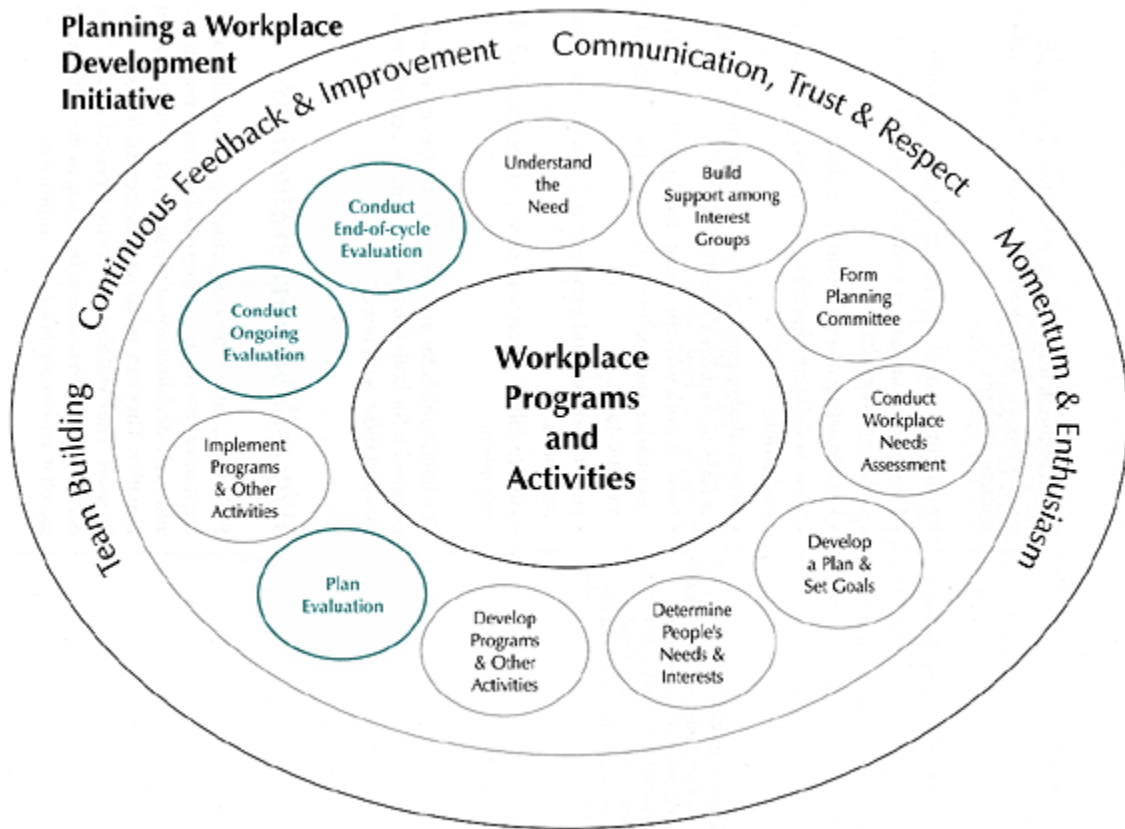 Planning a Workplace
Development
Initiative
Team Building
Continuous Feedback & Improvement
Communication, Trust & Respect
Momentum & Enthusiasm
Understand
the
Need
Build
Support among
Interest
Groups
Form
Planning
Committee
Conduct
Workplace
Needs
Assessment
Develop
a Plan &
Set Goals
Determine
People's
Needs &
Interests
Develop
Programs
& Other
Activities
Plan
Evaluation
Implement
Programs
& Other
Activities
Conduct
Ongoing
Evaluation
Conduct
End-of-cycle
Evaluation
Workplace
Programs
and
Activities